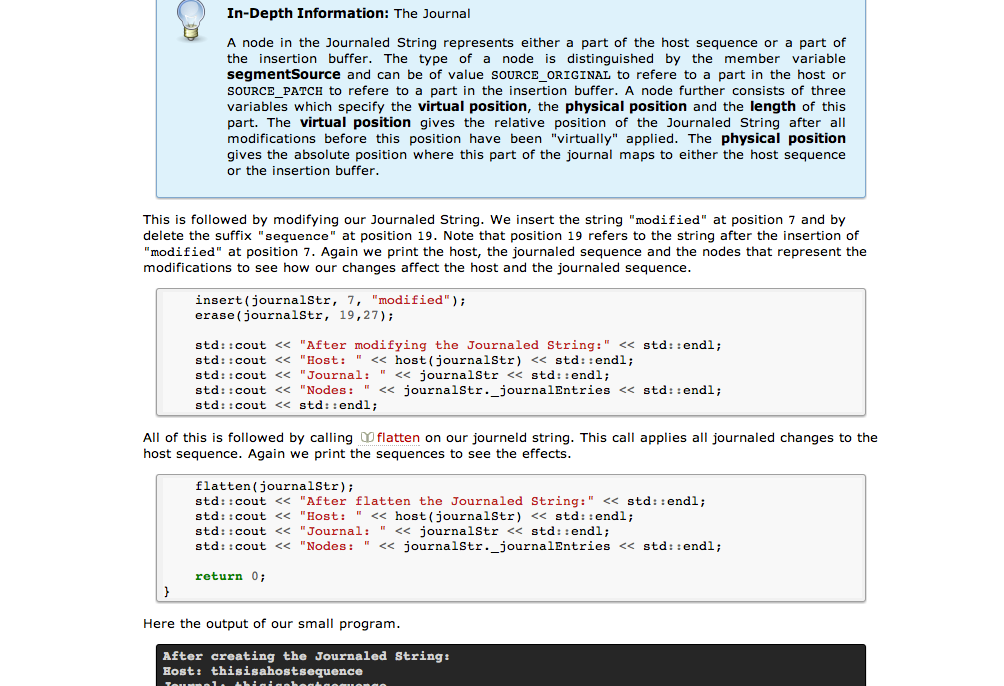 In-Depth Information: The Journal
A node in the Journaled String represents either a part of the host sequence or a part of
the insertion buffer. The type of a node is distinguished by the member variable
segmentSource and can be of value SOURCE_ORIGINAL to refere to a part in the host or
SOURCE_PATCH to refere to a part in the insertion buffer. A node further consists of three
variables which specify the virtual position, the physical position and the length of this
part. The virtual position gives the relative position of the Journaled String after all
modifications before this position have been "virtually" applied. The physical position
gives the absolute position where this part of the journal maps to either the host sequence
or the insertion buffer.
This is followed by modifying our Journaled String. We insert the string "modified" at position 7 and by
delete the suffix "sequence" at position 19. Note that position 19 refers to the string after the insertion of
"modified" at position 7. Again we print the host, the journaled sequence and the nodes that represent the
modifications to see how our changes affect the host and the journaled sequence.
insert(journalStr, 7, "modified");
erase(journalStr, 19,27);
std::cout << "After modifying the Journaled String:" << std::endl;
std::cout << "Host: " << host(journalStr) << std::endl;
std::cout << "Journal: " << journalStr << std::endl;
std::cout << "Nodes: " << journalStr._journalEntries << std::endl;
std::cout << std::endl;
All of this is followed by calling flatten on our journeld string. This call applies all journaled changes to the
host sequence. Again we print the sequences to see the effects.
flatten(journalStr);
std::cout << "After flatten the Journaled String:" << std::endl;
std::cout << "Host: " << host(journalStr) << std::endl;
std::cout << "Journal: " << journalStr << std::endl;
std::cout << "Nodes: " << journalStr._journalEntries << std::endl;
return 0;
}
Here the output of our small program.
After creating the Journaled String:
Host: thisisahostsequence
Journal: thisisahostsequence